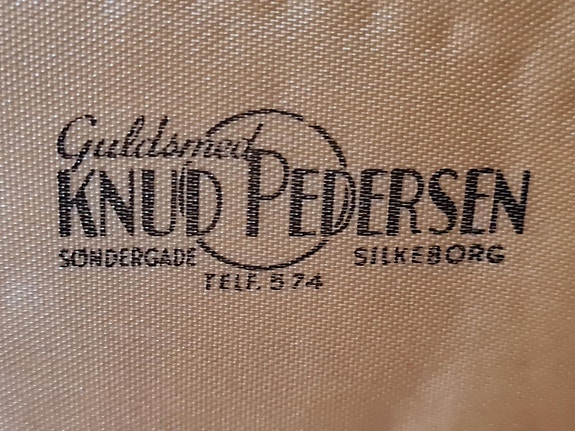 Guldsmed
KNUD PEDERSEN
SØNDERGADE SILKEBORG
TELF. 574